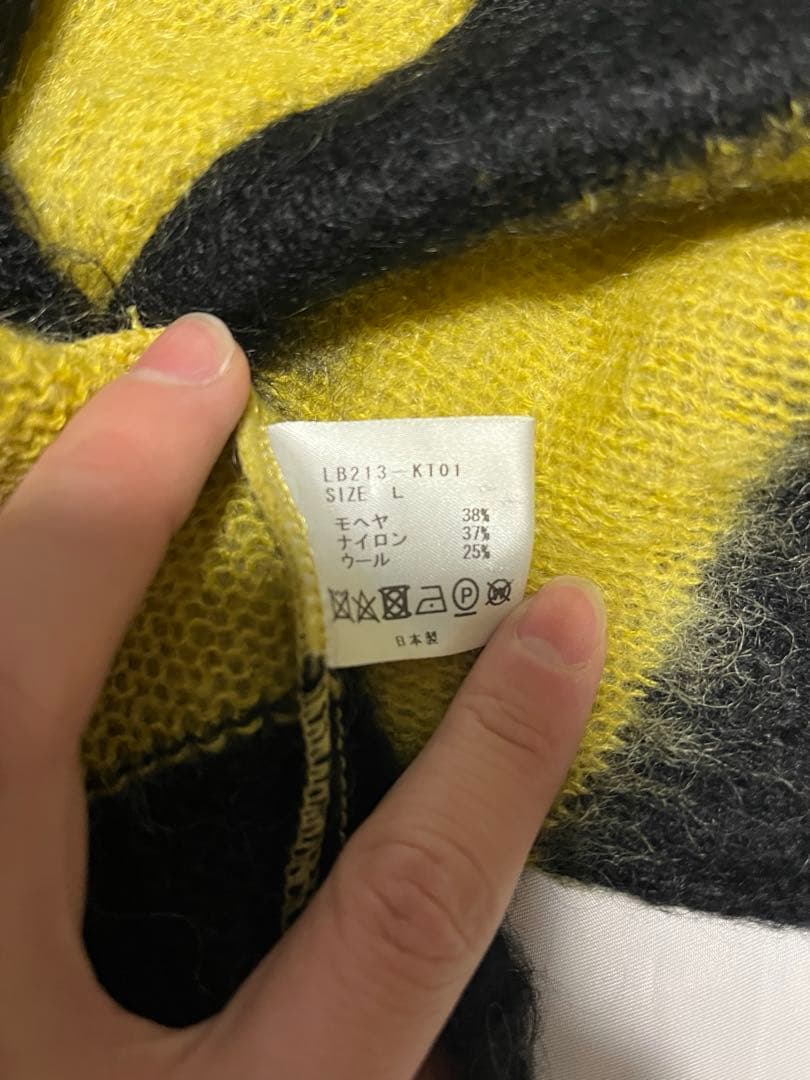 LB213-KT01
SIZE L
モヘヤ 38%
ナイロン 37%
ウール 25%
P W
日本製